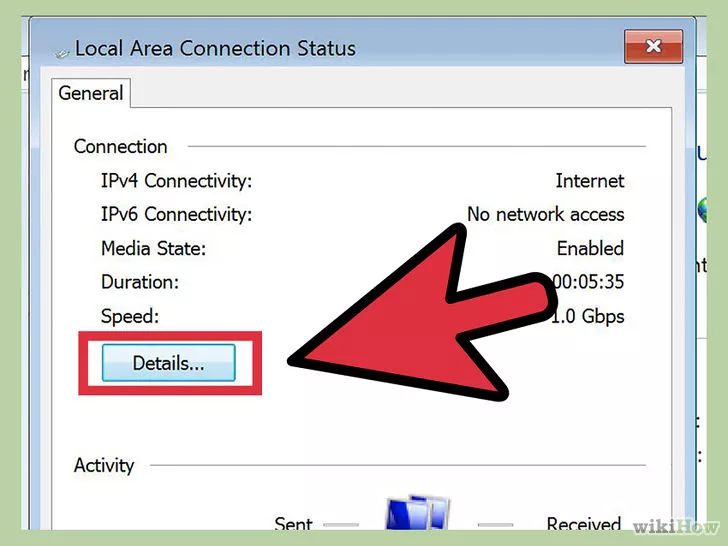 Local Area Connection Status
General
Connection
IPv4 Connectivity: Internet
IPv6 Connectivity: No network access
Media State: Enabled
Duration: 00:05:35
Speed: 1.0 Gbps
Details...
Activity
Sent Received
wikiHow